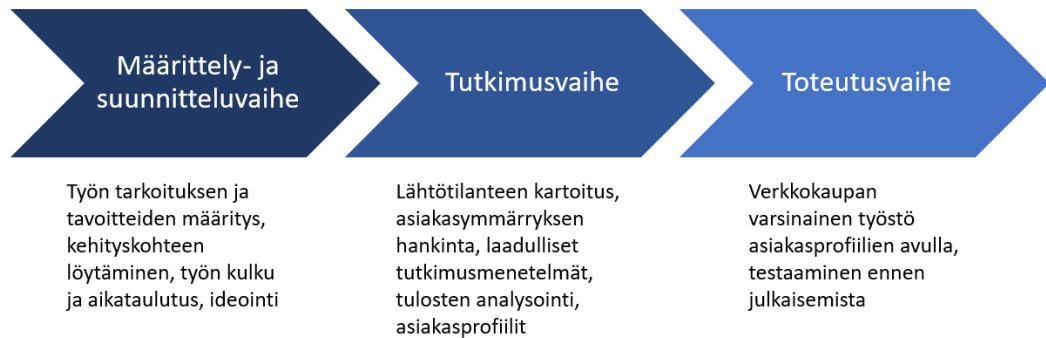 Määrittely- ja
suunnitteluvaihe
Tutkimusvaihe
Toteutusvaihe
Työn tarkoituksen ja
tavoitteiden määritys,
kehityskohteen
löytäminen, työn kulku
ja aikataulutus, ideointi
Lähtötilanteen kartoitus,
asiakasymmärryksen
hankinta, laadulliset
tutkimusmenetelmät,
tulosten analysointi,
asiakasprofiilit
Verkkokaupan
varsinainen työstö
asiakasprofiilien avulla,
testaaminen ennen
julkaisemista